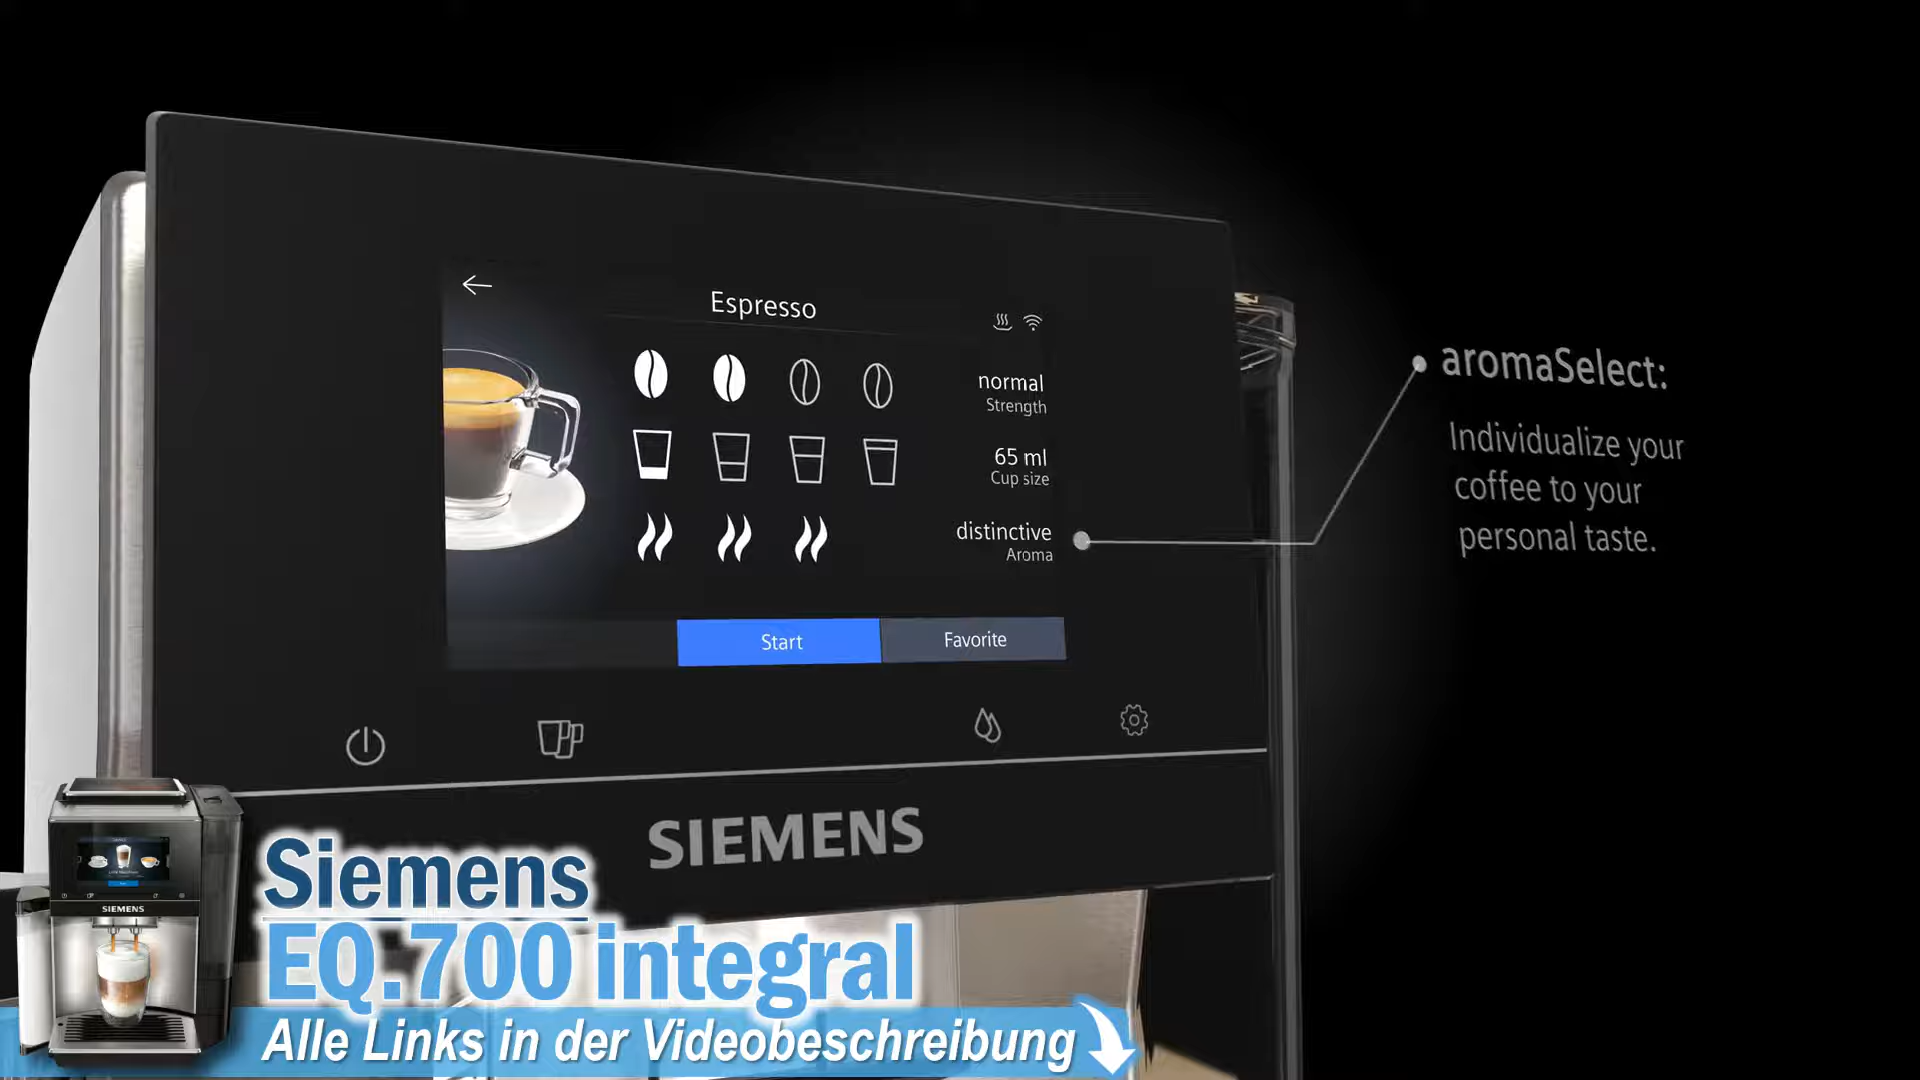 Espresso
normal
Strength
65 ml
Cup size
distinctive
Aroma
Start
Favorite
aromaSelect:
Individualize your
coffee to your
personal taste.
SIEMENS
SIEMENS
Siemens
EQ.700 integral
Alle Links in der Videobeschreibung